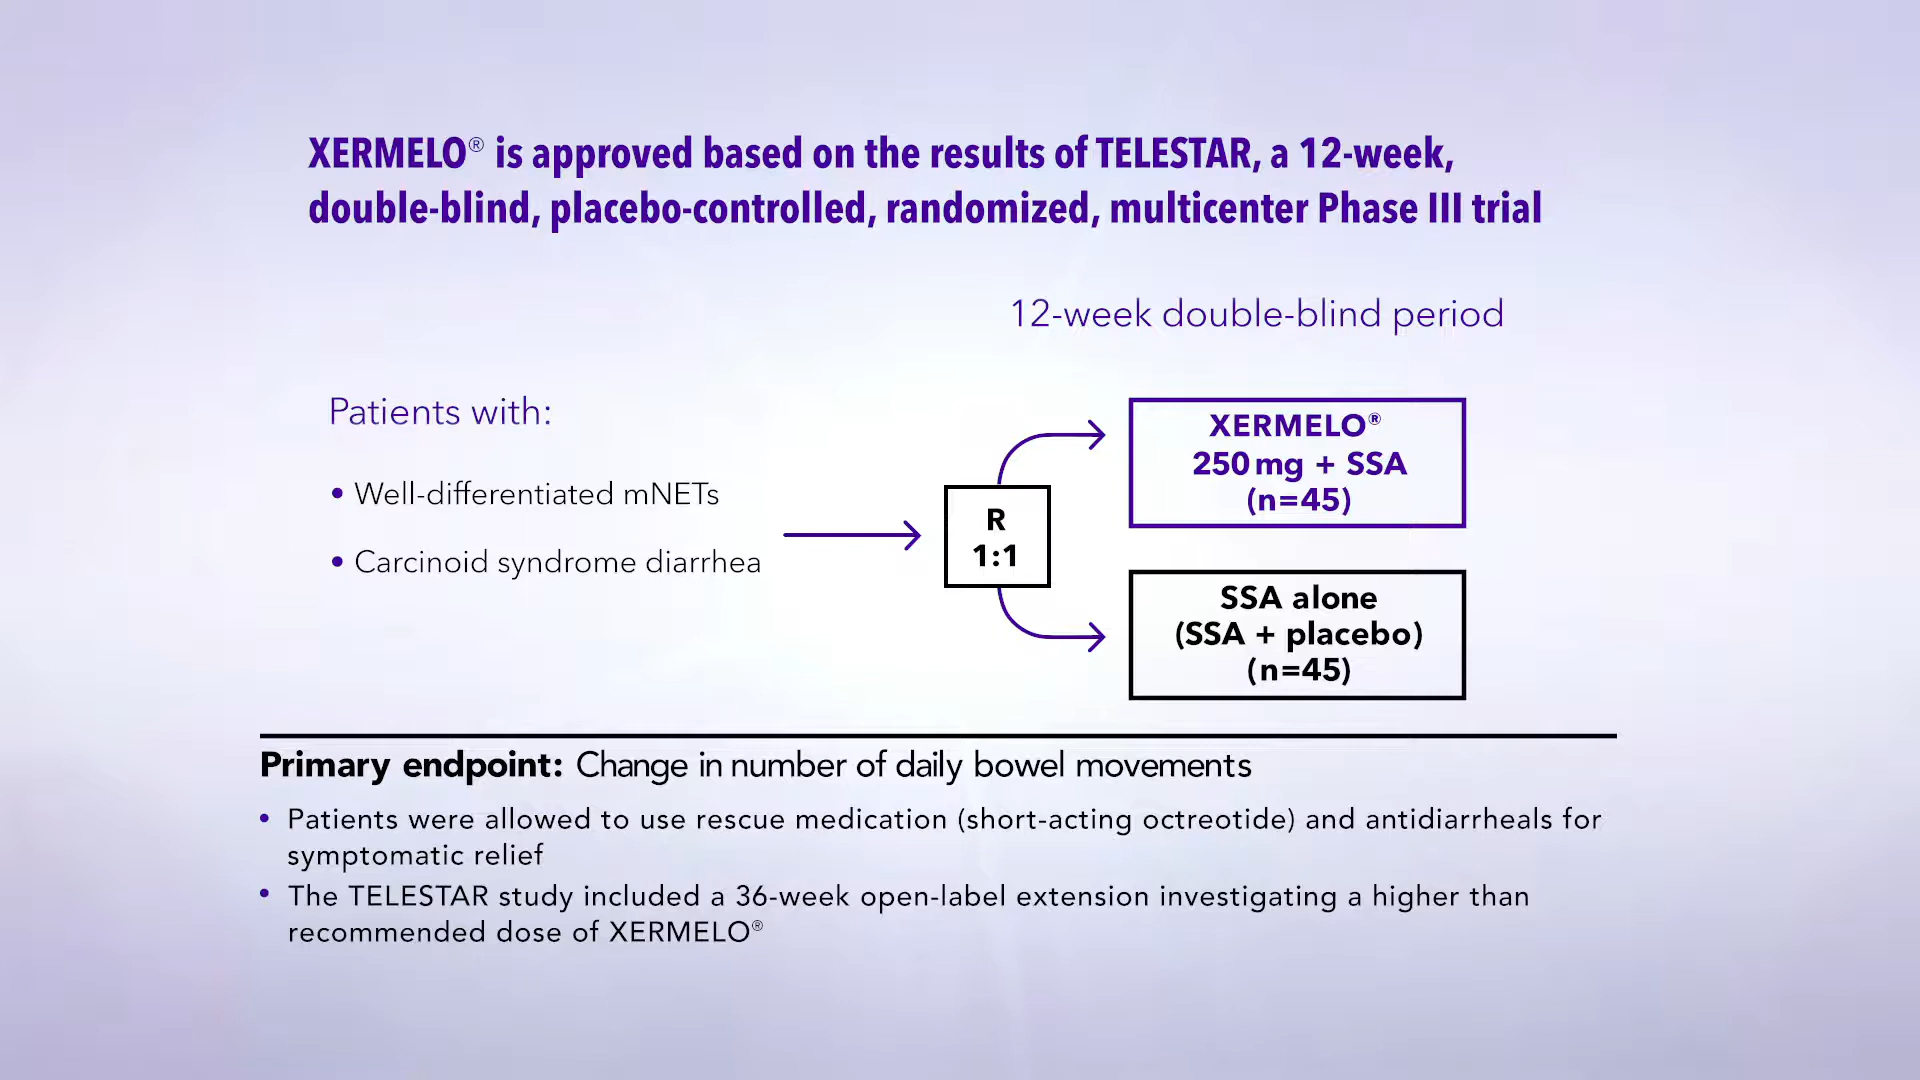 XERMELO® is approved based on the results of TELESTAR, a 12-week,
double-blind, placebo-controlled, randomized, multicenter Phase III trial
12-week double-blind period
Patients with:
• Well-differentiated mNETs
• Carcinoid syndrome diarrhea
R
1:1
XERMELO®
250 mg + SSA
(n=45)
SSA alone
(SSA + placebo)
(n=45)
Primary endpoint: Change in number of daily bowel movements
• Patients were allowed to use rescue medication (short-acting octreotide) and antidiarrheals for
symptomatic relief
• The TELESTAR study included a 36-week open-label extension investigating a higher than
recommended dose of XERMELO®